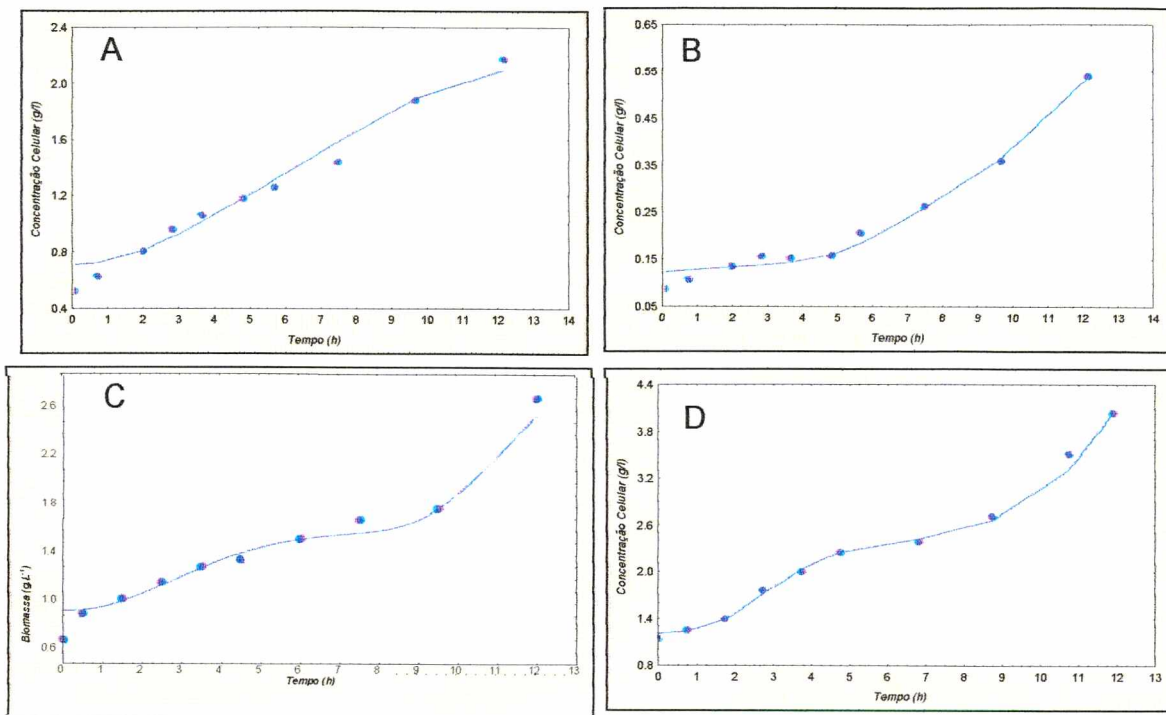 A
Concentração Celular (g/l)
2.4
2.0
1.6
1.2
0.8
0.4
0 1 2 3 4 5 6 7 8 9 10 11 12 13 14
Tempo (h)
B
Concentração Celular (g/l)
0.65
0.55
0.45
0.35
0.25
0.15
0.05
0 1 2 3 4 5 6 7 8 9 10 11 12 13 14
Tempo (h)
C
Biomassa (g.L⁻¹)
2.6
2.2
1.8
1.4
1.0
0.6
0 1 2 3 4 5 6 7 8 9 10 11 12 13
Tempo (h)
D
Concentração Celular (g/l)
4.4
3.8
3.2
2.6
2.0
1.4
0.8
0 1 2 3 4 5 6 7 8 9 10 11 12 13
Tempo (h)